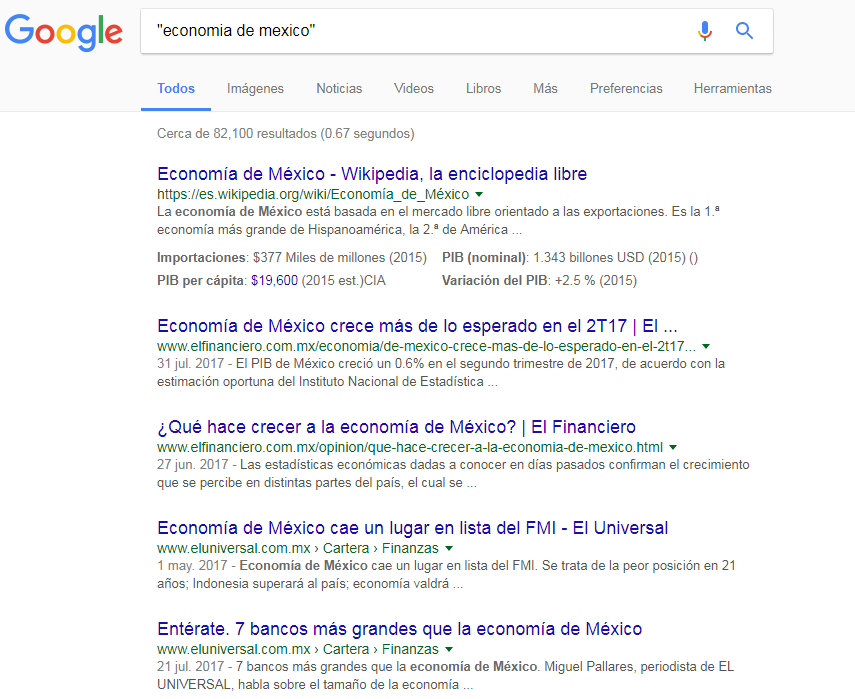 Google
"economia de mexico"
Todos Imágenes Noticias Videos Libros Más Preferencias Herramientas
Cerca de 82,100 resultados (0.67 segundos)
Economía de México - Wikipedia, la enciclopedia libre
https://es.wikipedia.org/wiki/Economía_de_México
La economía de México está basada en el mercado libre orientado a las exportaciones. Es la 1.ª
economía más grande de Hispanoamérica, la 2.ª de América ...
Importaciones: $377 Miles de millones (2015) PIB (nominal): 1.343 billones USD (2015) ()
PIB per cápita: $19,600 (2015 est.)CIA Variación del PIB: +2.5 % (2015)
Economía de México crece más de lo esperado en el 2T17 | El ...
www.elfinanciero.com.mx/economia/de-mexico-crece-mas-de-lo-esperado-en-el-2t17...
31 jul. 2017 - El PIB de México creció un 0.6% en el segundo trimestre de 2017, de acuerdo con la
estimación oportuna del Instituto Nacional de Estadística ...
¿Qué hace crecer a la economía de México? | El Financiero
www.elfinanciero.com.mx/opinion/que-hace-crecer-a-la-economia-de-mexico.html
27 jun. 2017 - Las estadísticas económicas dadas a conocer en días pasados confirman el crecimiento
que se percibe en distintas partes del país, el cual se ...
Economía de México cae un lugar en lista del FMI - El Universal
www.eluniversal.com.mx › Cartera › Finanzas
1 may. 2017 - Economía de México cae un lugar en lista del FMI. Se trata de la peor posición en 21
años; Indonesia superará al país; economía valdrá ...
Entérate. 7 bancos más grandes que la economía de México
www.eluniversal.com.mx › Cartera › Finanzas
21 jul. 2017 - 7 bancos más grandes que la economía de México. Miguel Pallares, periodista de EL
UNIVERSAL, habla sobre el tamaño de la economía ...